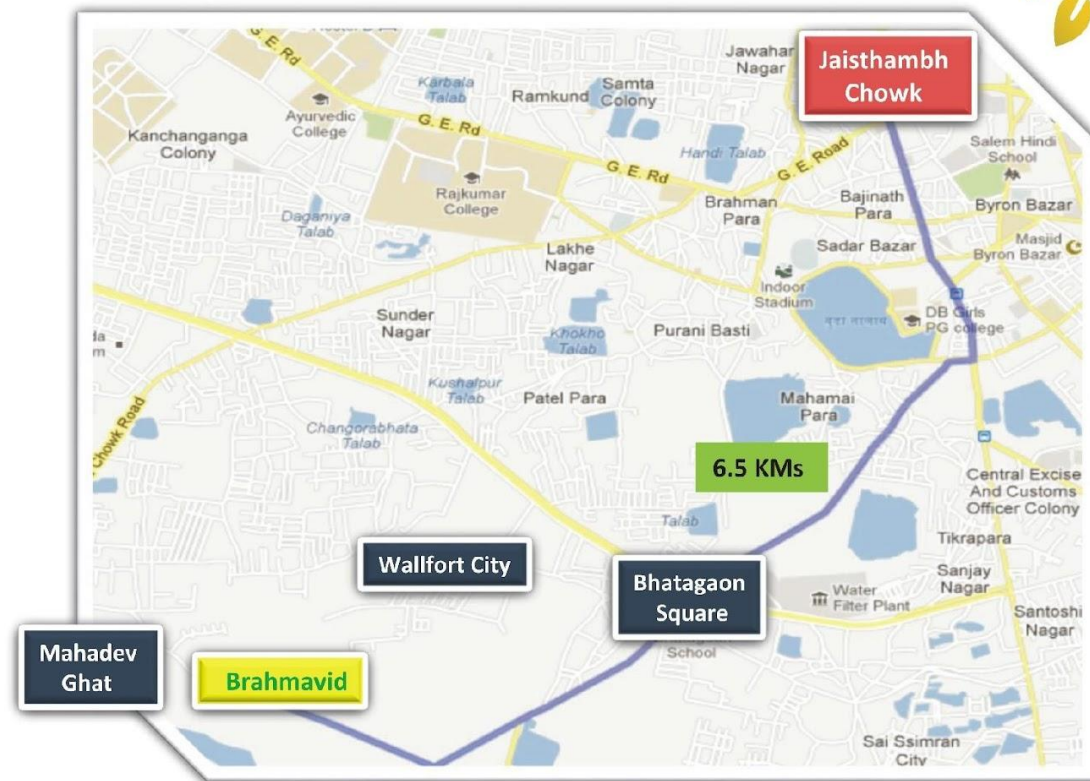 G. E. Rd
Jawahar
Nagar
Jaisthambh
Chowk
Karbala
Talab
Samta
Colony
Ramkund
Ayurvedic
College
Kanchanganga
Colony
G. E. Rd
Handi Talab
G. E. Road
Salem Hindi
School
Rajkumar
College
G. E. Rd
Brahman
Para
Bajinath
Para
Byron Bazar
Daganiya
Talab
Lakhe
Nagar
Sadar Bazar
Masjid
Byron Bazar
Indoor
Stadium
Sunder
Nagar
Khokho
Talab
Purani Basti
DB Girls
PG college
Kushalpur
Talab
Patel Para
Mahamai
Para
Changorabhata
Talab
Chowk Road
6.5 KMs
Central Excise
And Customs
Officer Colony
Talab
Tikrapara
Wallfort City
Bhatagaon
Square
Water
Filter Plant
Sanjay
Nagar
Santoshi
Nagar
School
Mahadev
Ghat
Brahmavid
Sai Ssimran
City